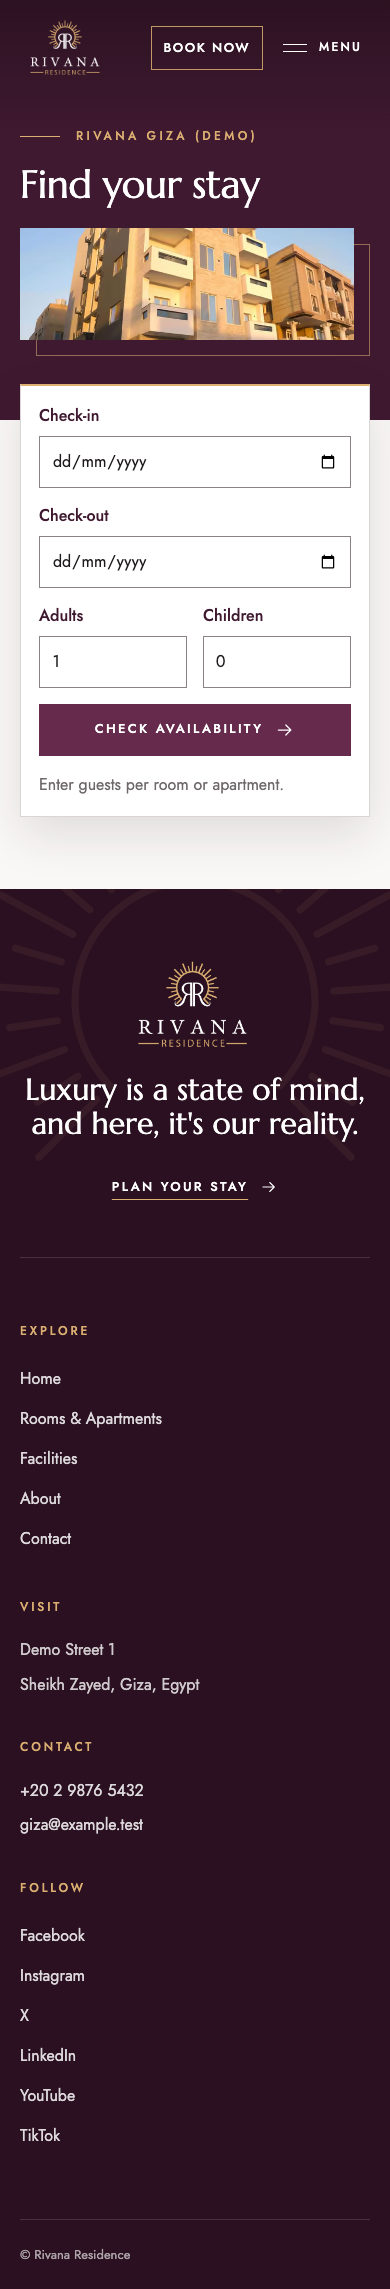 RIVANA
RESIDENCE
BOOK NOW
MENU
RIVANA GIZA (DEMO)
Find your stay
Check-in
dd/mm/yyyy
Check-out
dd/mm/yyyy
Adults
Children
1
0
CHECK AVAILABILITY
Enter guests per room or apartment.
RIVANA
RESIDENCE
Luxury is a state of mind,
and here, it's our reality.
PLAN YOUR STAY
EXPLORE
Home
Rooms & Apartments
Facilities
About
Contact
VISIT
Demo Street 1
Sheikh Zayed, Giza, Egypt
CONTACT
+20 2 9876 5432
giza@example.test
FOLLOW
Facebook
Instagram
X
LinkedIn
YouTube
TikTok
© Rivana Residence